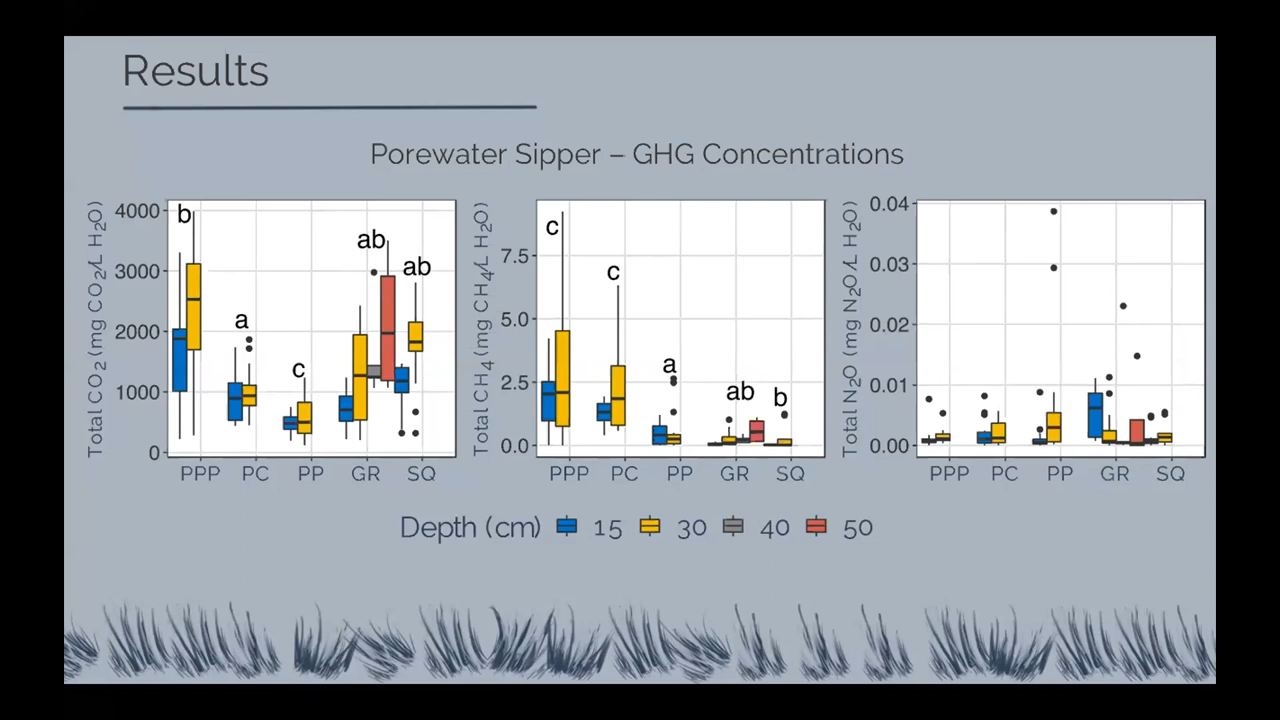 Results
Porewater Sipper – GHG Concentrations
Total CO2 (mg CO2/L H2O)
4000
3000
2000
1000
0
b
a
c
ab
ab
PPP PC PP GR SQ
Total CH4 (mg CH4/L H2O)
7.5
5.0
2.5
0.0
c
c
a
ab
b
PPP PC PP GR SQ
Total N2O (mg N2O/L H2O)
0.04
0.03
0.02
0.01
0.00
PPP PC PP GR SQ
Depth (cm) 15 30 40 50